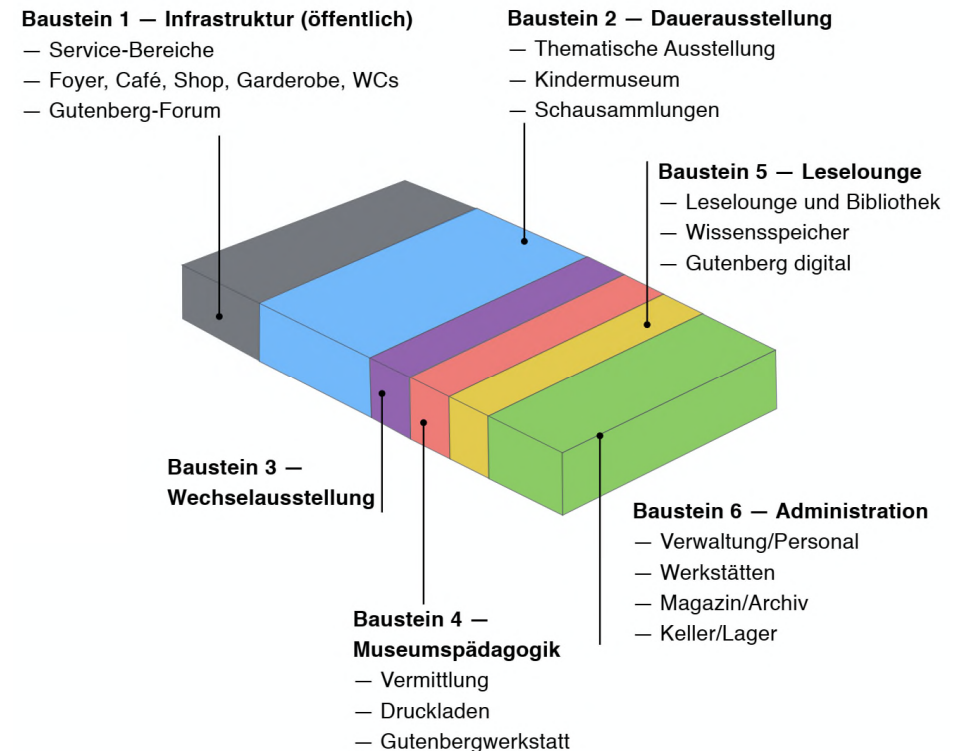 Baustein 1 — Infrastruktur (öffentlich)
— Service-Bereiche
— Foyer, Café, Shop, Garderobe, WCs
— Gutenberg-Forum
Baustein 2 — Dauerausstellung
— Thematische Ausstellung
— Kindermuseum
— Schausammlungen
Baustein 5 — Leselounge
— Leselounge und Bibliothek
— Wissensspeicher
— Gutenberg digital
Baustein 3 —
Wechselausstellung
Baustein 6 — Administration
— Verwaltung/Personal
— Werkstätten
— Magazin/Archiv
— Keller/Lager
Baustein 4 —
Museumspädagogik
— Vermittlung
— Druckladen
— Gutenbergwerkstatt